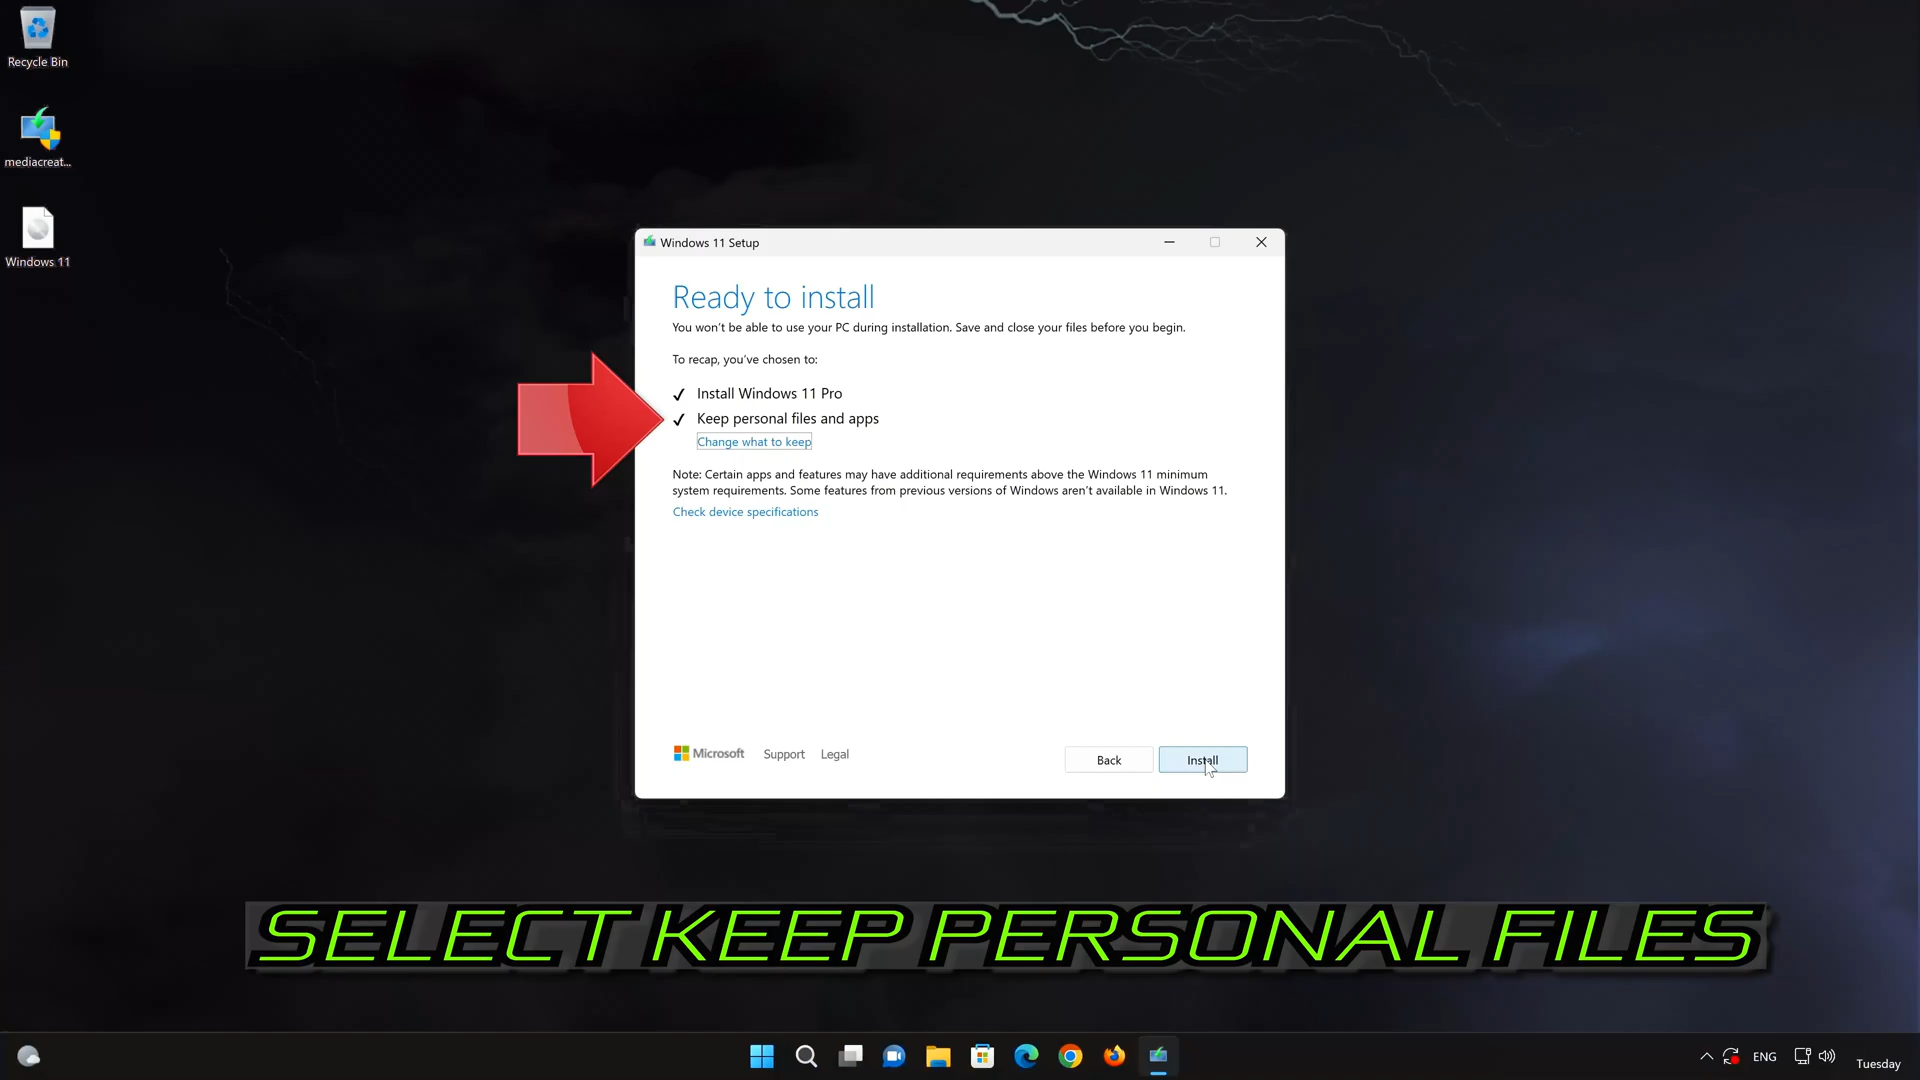 Recycle Bin
mediacreat...
Windows 11
Windows 11 Setup
Ready to install
You won't be able to use your PC during installation. Save and close your files before you begin.
To recap, you've chosen to:
Install Windows 11 Pro
Keep personal files and apps
Change what to keep
Note: Certain apps and features may have additional requirements above the Windows 11 minimum
system requirements. Some features from previous versions of Windows aren't available in Windows 11.
Check device specifications
Microsoft Support Legal
Back Install
SELECT KEEP PERSONAL FILES
ENG
Tuesday